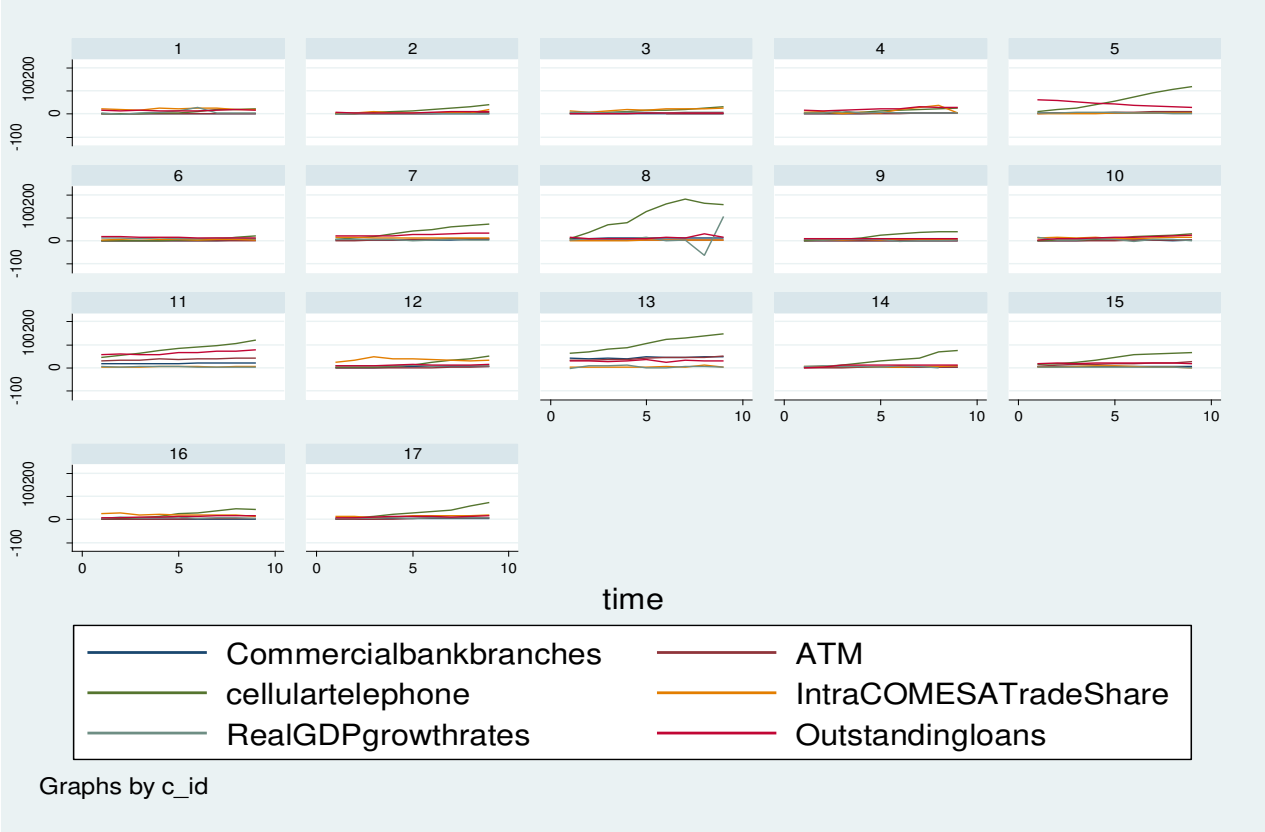 1 2 3 4 5
-100 0 100200
6 7 8 9 10
-100 0 100200
11 12 13 14 15
-100 0 100200
0 5 10 0 5 10 0 5 10
16 17
-100 0 100200
0 5 10 0 5 10
time
Commercialbankbranches ATM
cellulartelephone IntraCOMESATradeShare
RealGDPgrowthrates Outstandingloans
Graphs by c_id